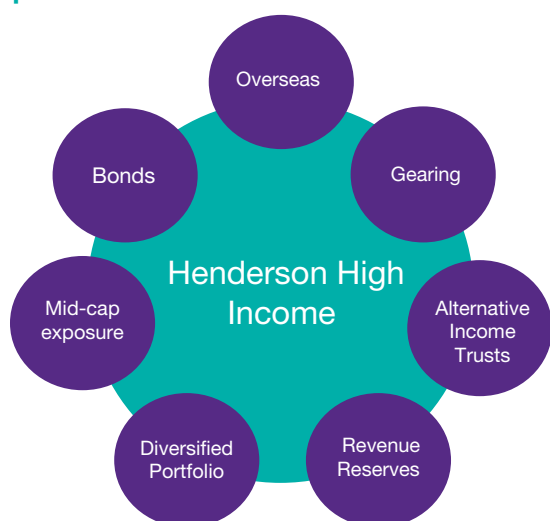 Overseas
Bonds
Gearing
Henderson High
Income
Mid-cap
exposure
Alternative
Income
Trusts
Diversified
Portfolio
Revenue
Reserves